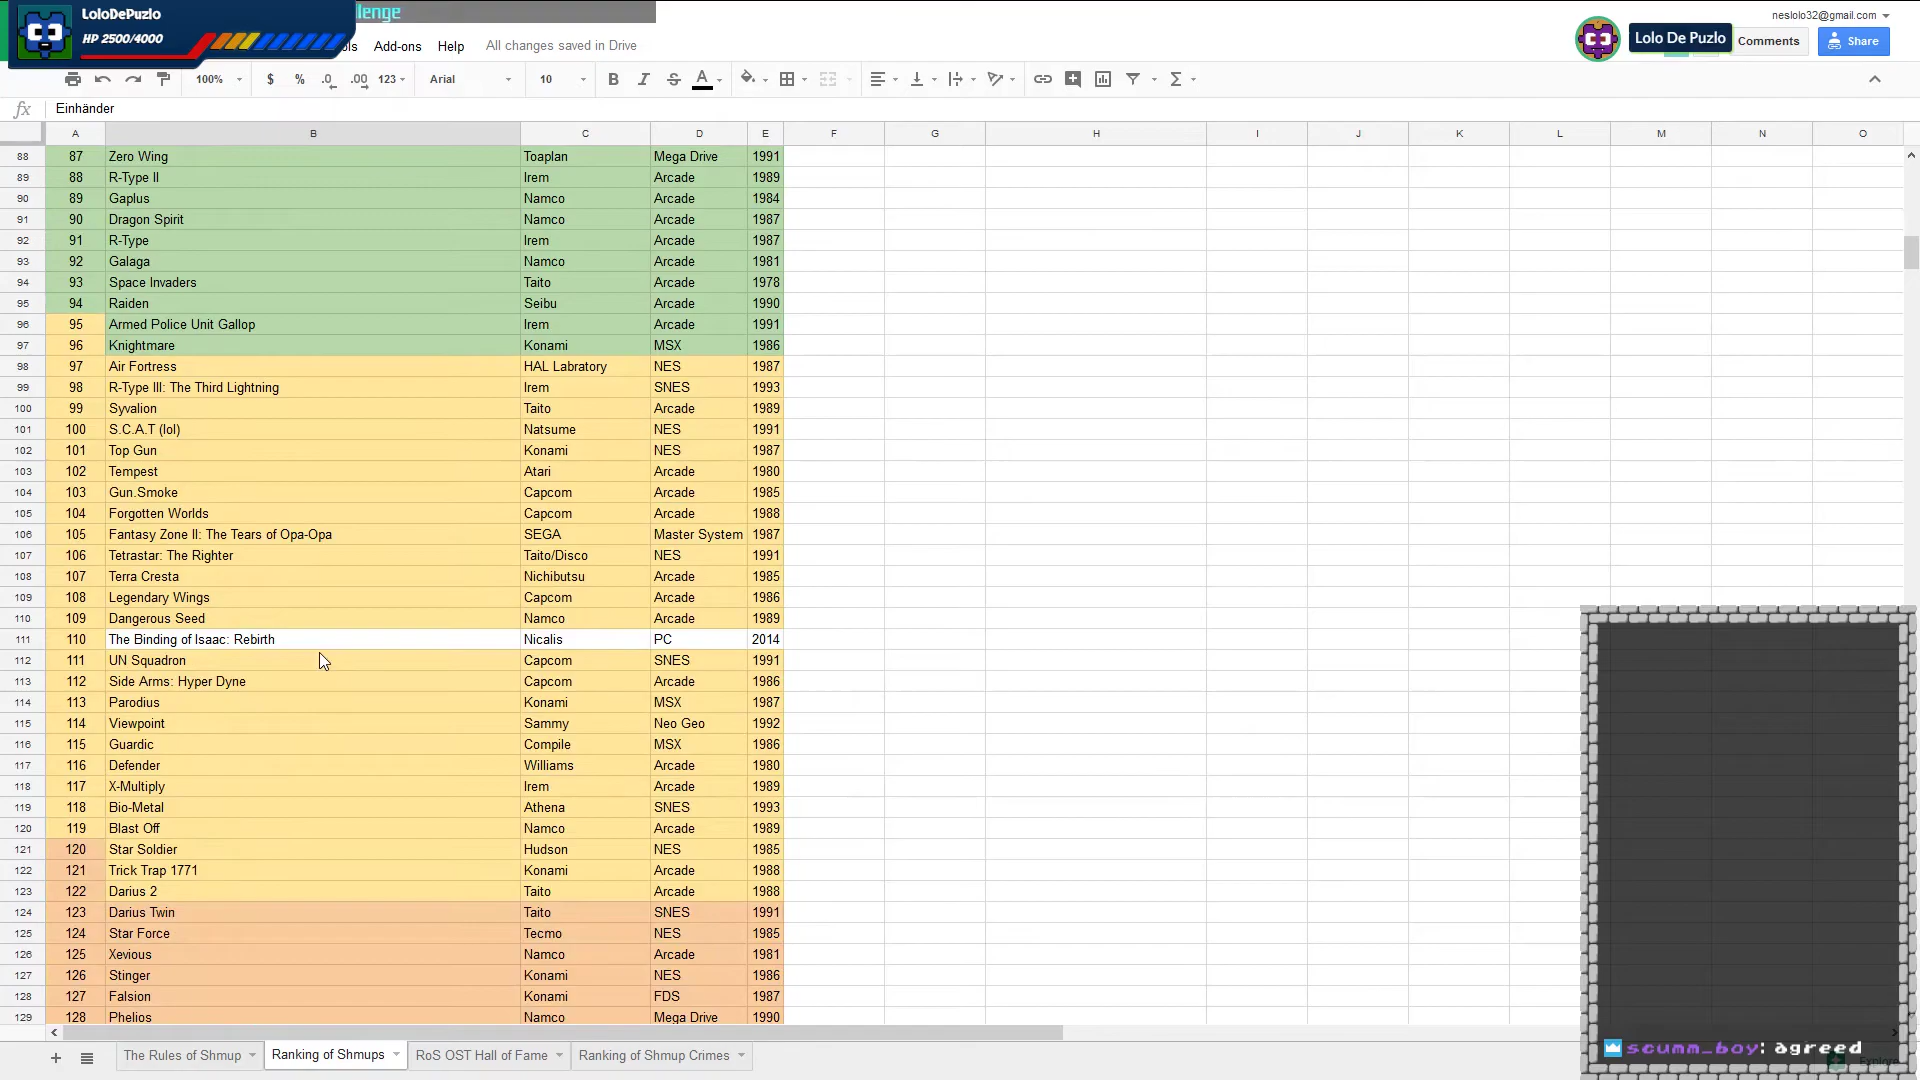 LoloDePuzlo
HP 2500/4000
lenge
ols Add-ons Help All changes saved in Drive
neslolo32@gmail.com
Lolo De Puzlo
Comments
Share
100% $ % .0 .00 123 Arial 10 B I S A
fx Einhänder
A B C D E F G H I J K L M N O
88 87 Zero Wing Toaplan Mega Drive 1991
89 88 R-Type II Irem Arcade 1989
90 89 Gaplus Namco Arcade 1984
91 90 Dragon Spirit Namco Arcade 1987
92 91 R-Type Irem Arcade 1987
93 92 Galaga Namco Arcade 1981
94 93 Space Invaders Taito Arcade 1978
95 94 Raiden Seibu Arcade 1990
96 95 Armed Police Unit Gallop Irem Arcade 1991
97 96 Knightmare Konami MSX 1986
98 97 Air Fortress HAL Labratory NES 1987
99 98 R-Type III: The Third Lightning Irem SNES 1993
100 99 Syvalion Taito Arcade 1989
101 100 S.C.A.T (lol) Natsume NES 1991
102 101 Top Gun Konami NES 1987
103 102 Tempest Atari Arcade 1980
104 103 Gun.Smoke Capcom Arcade 1985
105 104 Forgotten Worlds Capcom Arcade 1988
106 105 Fantasy Zone II: The Tears of Opa-Opa SEGA Master System 1987
107 106 Tetrastar: The Righter Taito/Disco NES 1991
108 107 Terra Cresta Nichibutsu Arcade 1985
109 108 Legendary Wings Capcom Arcade 1986
110 109 Dangerous Seed Namco Arcade 1989
111 110 The Binding of Isaac: Rebirth Nicalis PC 2014
112 111 UN Squadron Capcom SNES 1991
113 112 Side Arms: Hyper Dyne Capcom Arcade 1986
114 113 Parodius Konami MSX 1987
115 114 Viewpoint Sammy Neo Geo 1992
116 115 Guardic Compile MSX 1986
117 116 Defender Williams Arcade 1980
118 117 X-Multiply Irem Arcade 1989
119 118 Bio-Metal Athena SNES 1993
120 119 Blast Off Namco Arcade 1989
121 120 Star Soldier Hudson NES 1985
122 121 Trick Trap 1771 Konami Arcade 1988
123 122 Darius 2 Taito Arcade 1988
124 123 Darius Twin Taito SNES 1991
125 124 Star Force Tecmo NES 1985
126 125 Xevious Namco Arcade 1981
127 126 Stinger Konami NES 1986
128 127 Falsion Konami FDS 1987
129 128 Phelios Namco Mega Drive 1990
scumm_boy: agreed
The Rules of Shmup Ranking of Shmups RoS OST Hall of Fame Ranking of Shmup Crimes
Explore